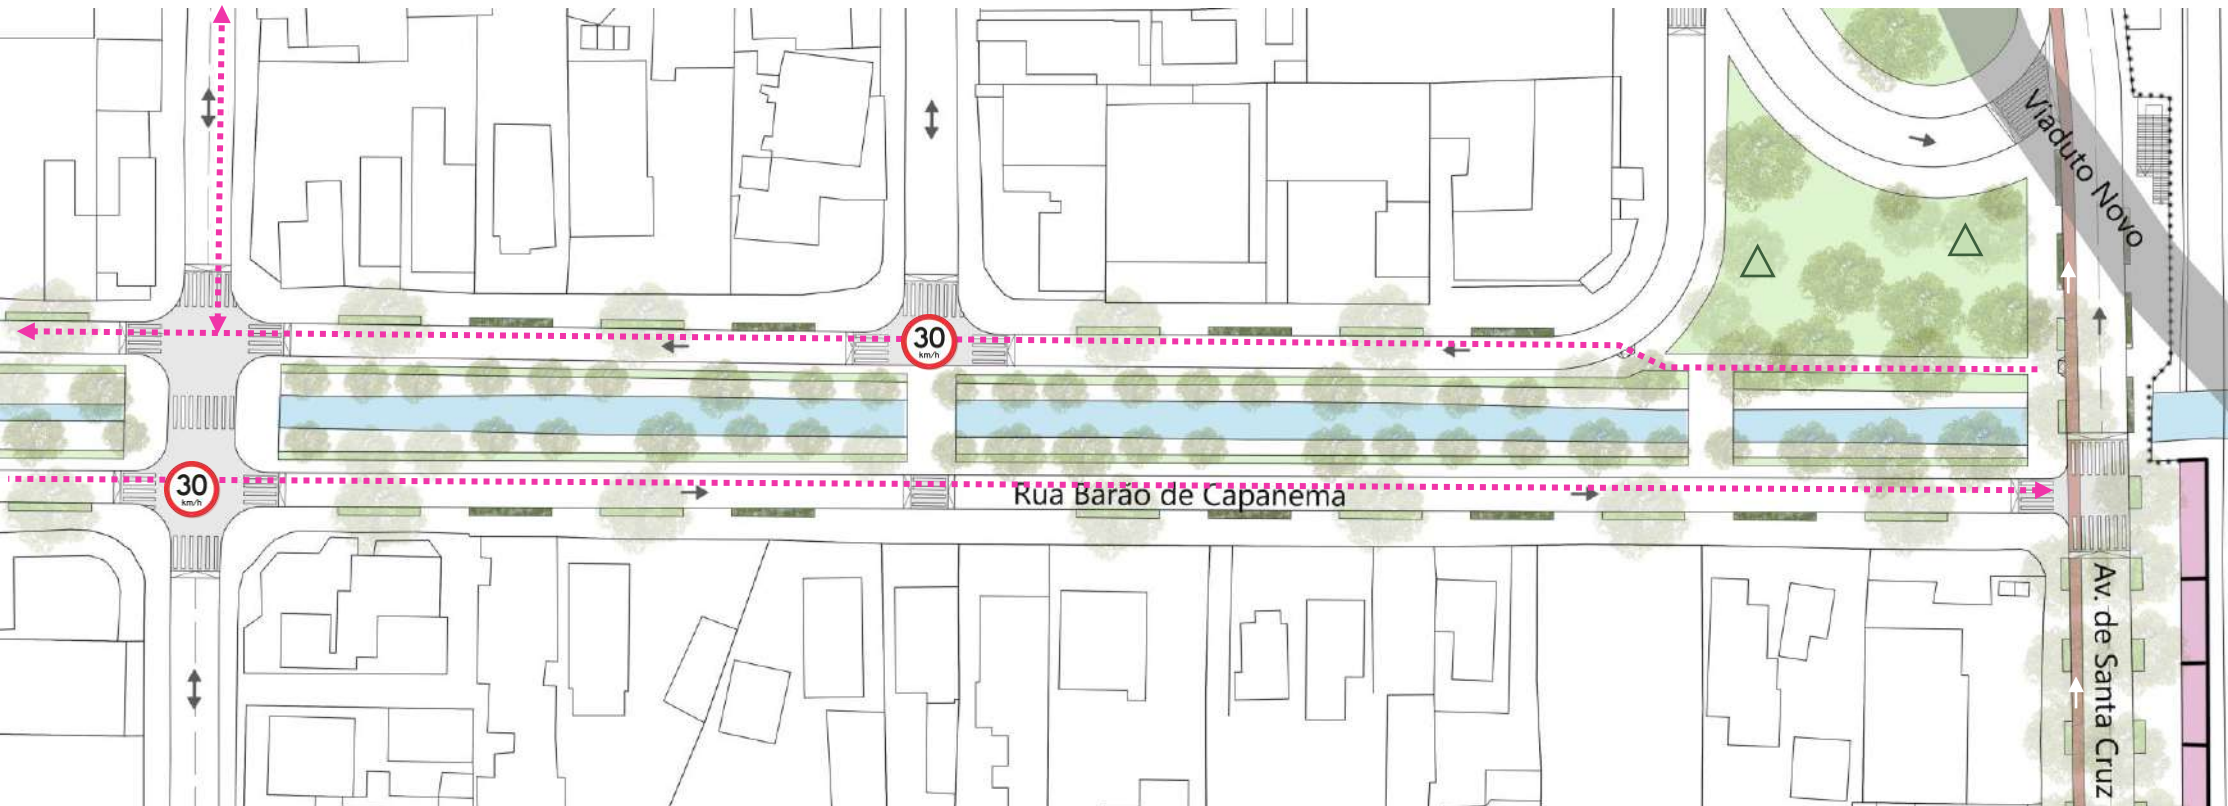 Viaduto Novo
30
km/h
30
km/h
Rua Barão de Capanema
Av. de Santa Cruz